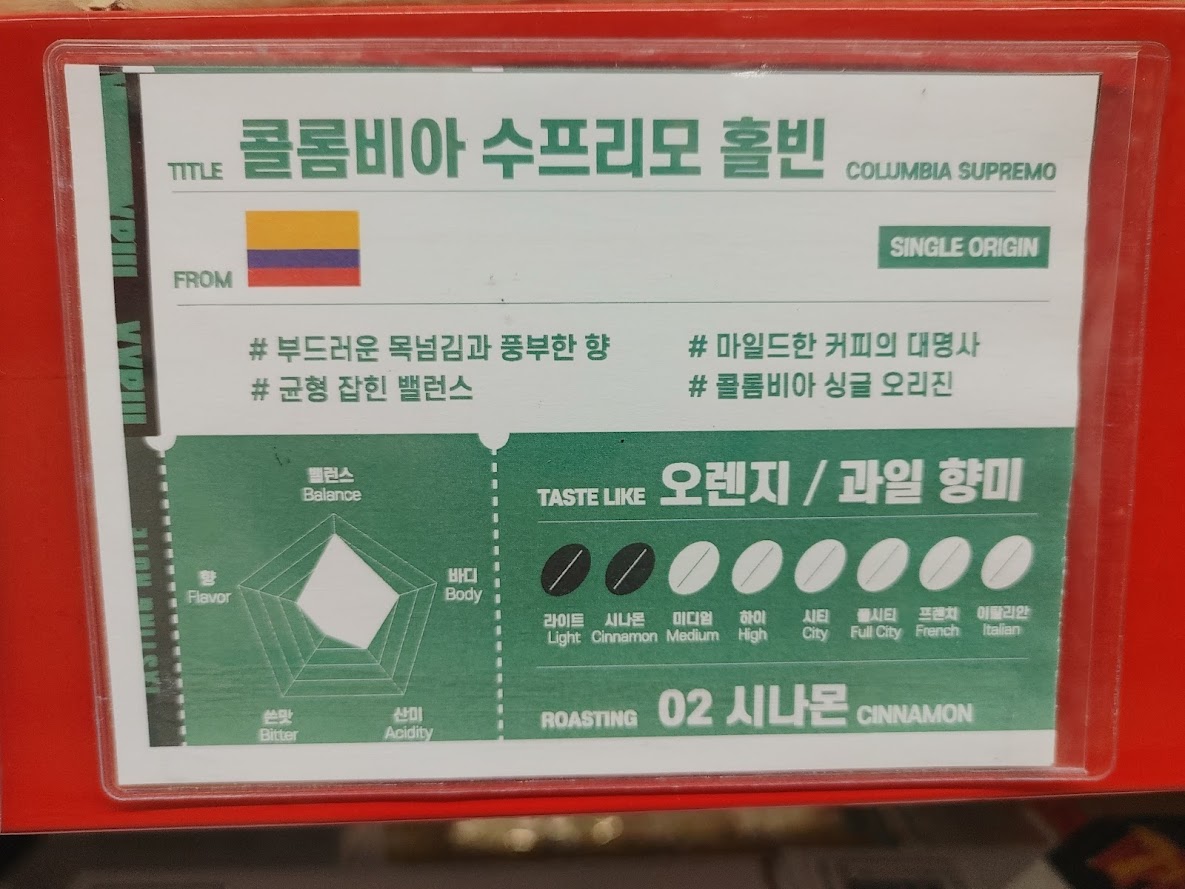 TITLE 콜롬비아 수프리모 홀빈 COLUMBIA SUPREMO
FROM
SINGLE ORIGIN
# 부드러운 목넘김과 풍부한 향
# 마일드한 커피의 대명사
# 균형 잡힌 밸런스
# 콜롬비아 싱글 오리진
TASTING NOTE
밸런스
Balance
향
Flavor
바디
Body
쓴맛
Bitter
산미
Acidity
TASTE LIKE 오렌지 / 과일 향미
라이트 시나몬 미디엄 하이 시티 풀시티 프렌치 이탈리안
Light Cinnamon Medium High City Full City French Italian
ROASTING 02 시나몬 CINNAMON